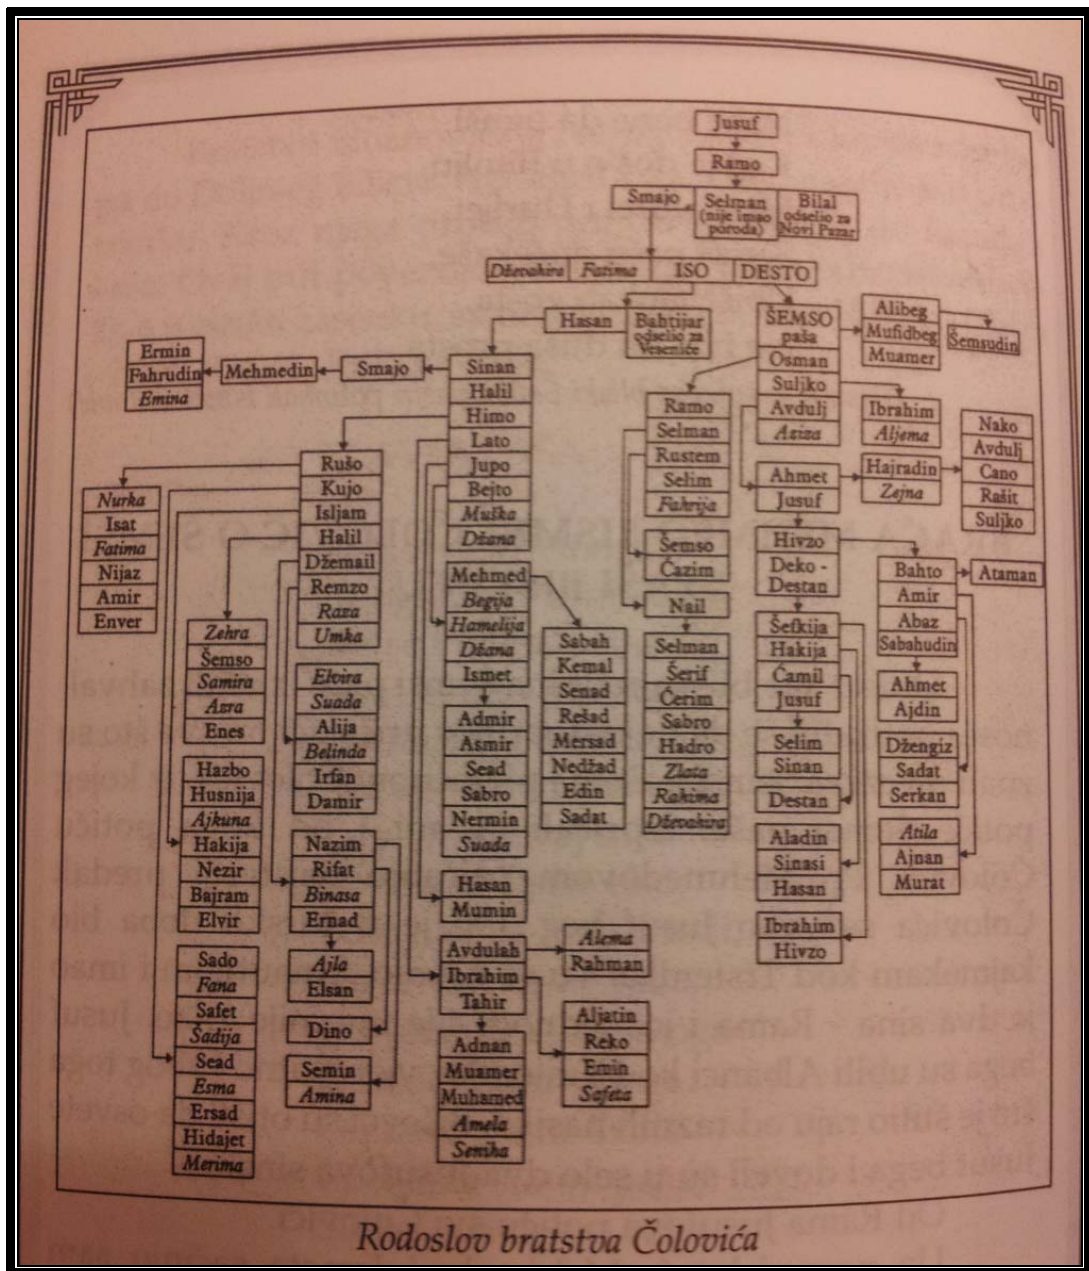 Jusuf
Ramo
Smajo
Selman
(nije imao
poroda)
Bilal
odselio za
Novi Pazar
Dževahira
Fatima
ISO
DESTO
Hasan
Bahtijar
odselio za
Veseniće
ŠEMSO
paša
Osman
Suljko
Avdulj
Aziza
Alibeg
Mufidbeg
Muamer
Šemsudin
Ermin
Fahrudin
Emina
Mehmedin
Smajo
Sinan
Halil
Himo
Lato
Jupo
Bejto
Muška
Džana
Ramo
Selman
Rustem
Selim
Fahrija
Ibrahim
Aljema
Nako
Avdulj
Cano
Rašit
Suljko
Ahmet
Jusuf
Hajradin
Zejna
Rušo
Kujo
Isljam
Halil
Džemail
Remzo
Raza
Umka
Nurka
Isat
Fatima
Nijaz
Amir
Enver
Šemso
Ćazim
Hivzo
Deko -
Destan
Bahto
Amir
Abaz
Sabahudin
Ataman
Mehmed
Begija
Hamelija
Džana
Ismet
Nail
Zehra
Šemso
Samira
Azra
Enes
Sabah
Kemal
Senad
Rešad
Mersad
Nedžad
Edin
Sadat
Selman
Šerif
Ćerim
Sabro
Hadro
Zlata
Rahima
Dževahira
Šefkija
Hakija
Ćamil
Jusuf
Elvira
Suada
Alija
Belinda
Irfan
Damir
Admir
Asmir
Sead
Sabro
Nermin
Suada
Ahmet
Ajdin
Selim
Sinan
Džengiz
Sadat
Serkan
Hazbo
Husnija
Ajkuna
Hakija
Nezir
Bajram
Elvir
Destan
Nazim
Rifat
Binasa
Ernad
Aladin
Sinasi
Hasan
Atila
Ajnan
Murat
Hasan
Mumin
Ibrahim
Hivzo
Sado
Fana
Safet
Šadija
Sead
Esma
Ersad
Hidajet
Merima
Ajla
Elsan
Avdulah
Ibrahim
Tahir
Alema
Rahman
Dino
Aljatin
Reko
Emin
Safeta
Semin
Amina
Adnan
Muamer
Muhamed
Amela
Senika
Rodoslov bratstva Čolovića